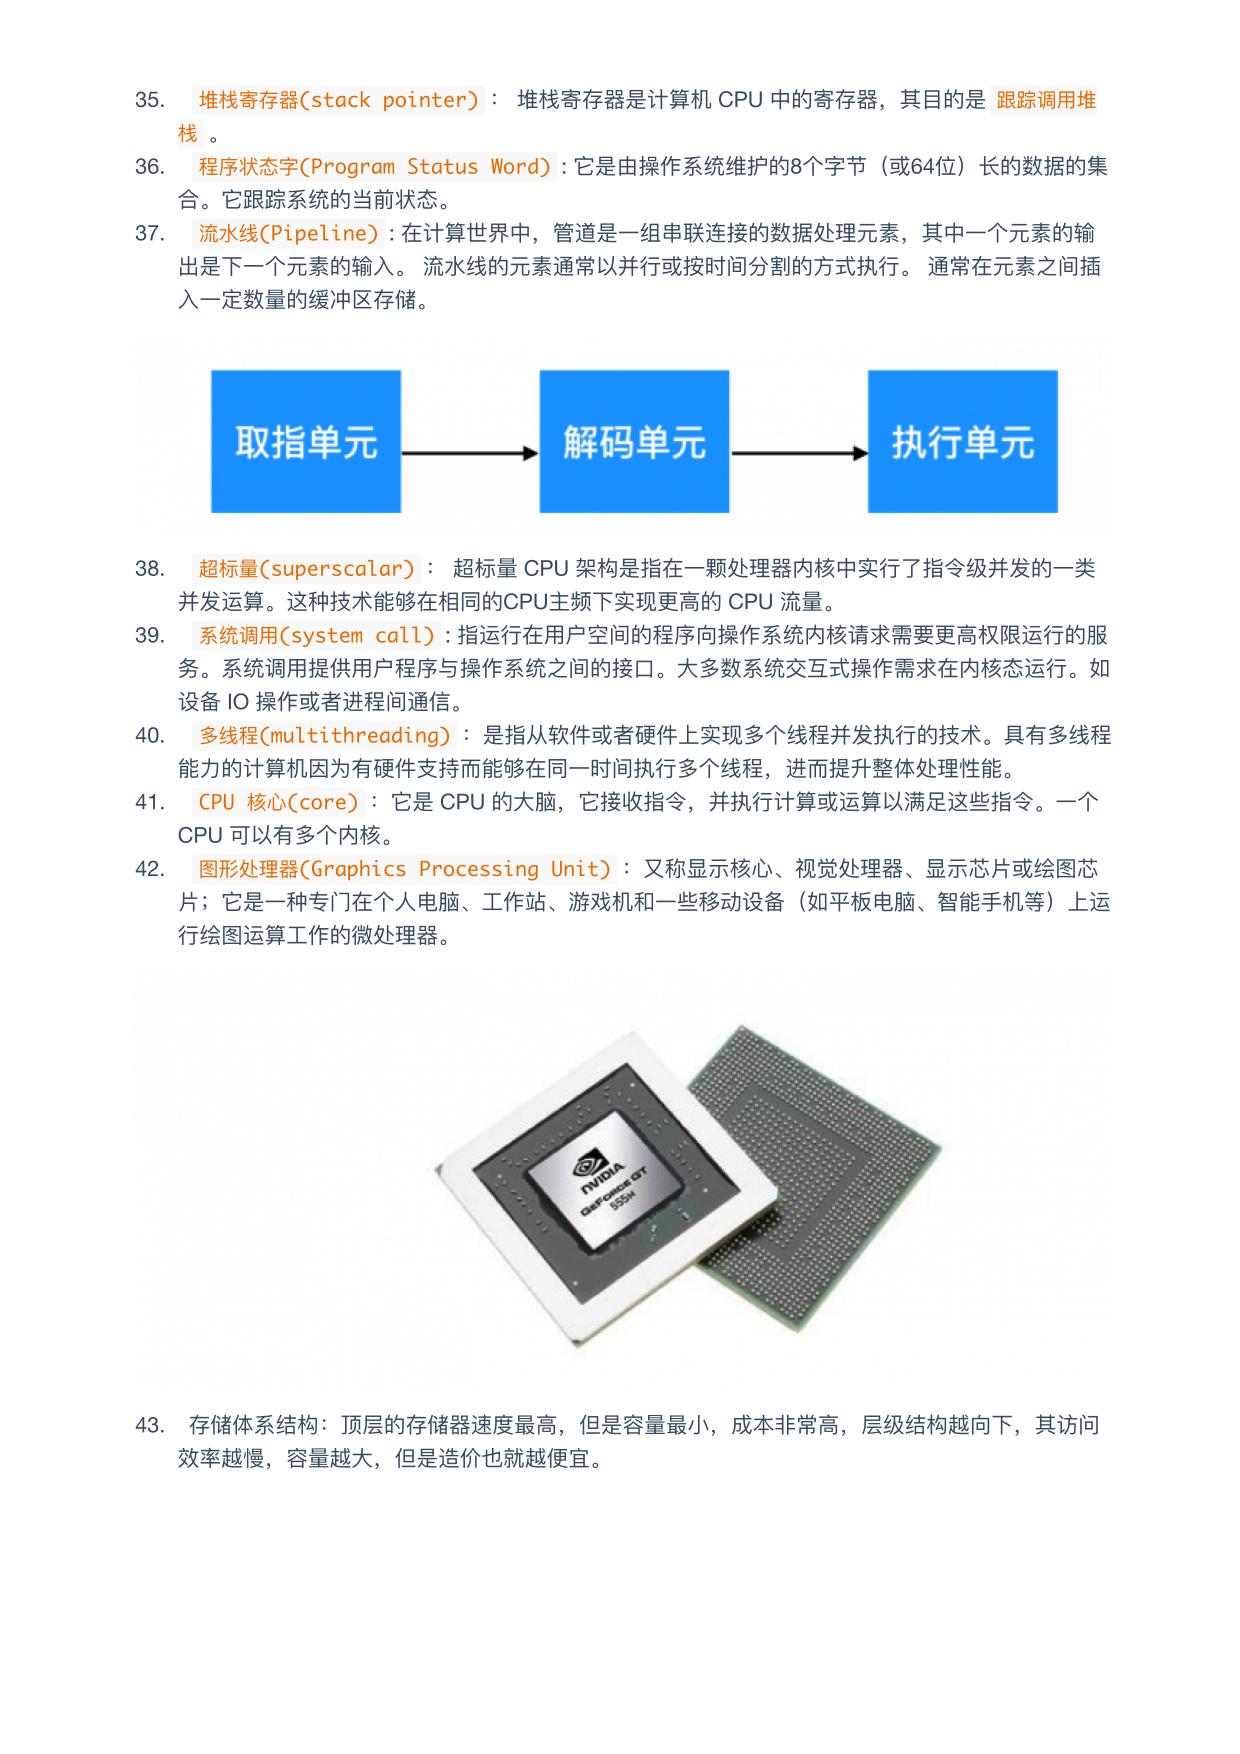 35. 堆栈寄存器(stack pointer)： 堆栈寄存器是计算机 CPU 中的寄存器，其目的是 跟踪调用堆
栈 。
36. 程序状态字(Program Status Word) : 它是由操作系统维护的8个字节（或64位）长的数据的集
合。它跟踪系统的当前状态。
37. 流水线(Pipeline) : 在计算世界中，管道是一组串联连接的数据处理元素，其中一个元素的输
出是下一个元素的输入。 流水线的元素通常以并行或按时间分割的方式执行。 通常在元素之间插
入一定数量的缓冲区存储。
取指单元 解码单元 执行单元
38. 超标量(superscalar)： 超标量 CPU 架构是指在一颗处理器内核中实行了指令级并发的一类
并发运算。这种技术能够在相同的CPU主频下实现更高的 CPU 流量。
39. 系统调用(system call) : 指运行在用户空间的程序向操作系统内核请求需要更高权限运行的服
务。系统调用提供用户程序与操作系统之间的接口。大多数系统交互式操作需求在内核态运行。如
设备 IO 操作或者进程间通信。
40. 多线程(multithreading)：是指从软件或者硬件上实现多个线程并发执行的技术。具有多线程
能力的计算机因为有硬件支持而能够在同一时间执行多个线程，进而提升整体处理性能。
41. CPU 核心(core)：它是 CPU 的大脑，它接收指令，并执行计算或运算以满足这些指令。一个
CPU 可以有多个内核。
42. 图形处理器(Graphics Processing Unit)：又称显示核心、视觉处理器、显示芯片或绘图芯
片；它是一种专门在个人电脑、工作站、游戏机和一些移动设备（如平板电脑、智能手机等）上运
行绘图运算工作的微处理器。
NVIDIA
GEFORCE GT
555M
43. 存储体系结构：顶层的存储器速度最高，但是容量最小，成本非常高，层级结构越向下，其访问
效率越慢，容量越大，但是造价也就越便宜。